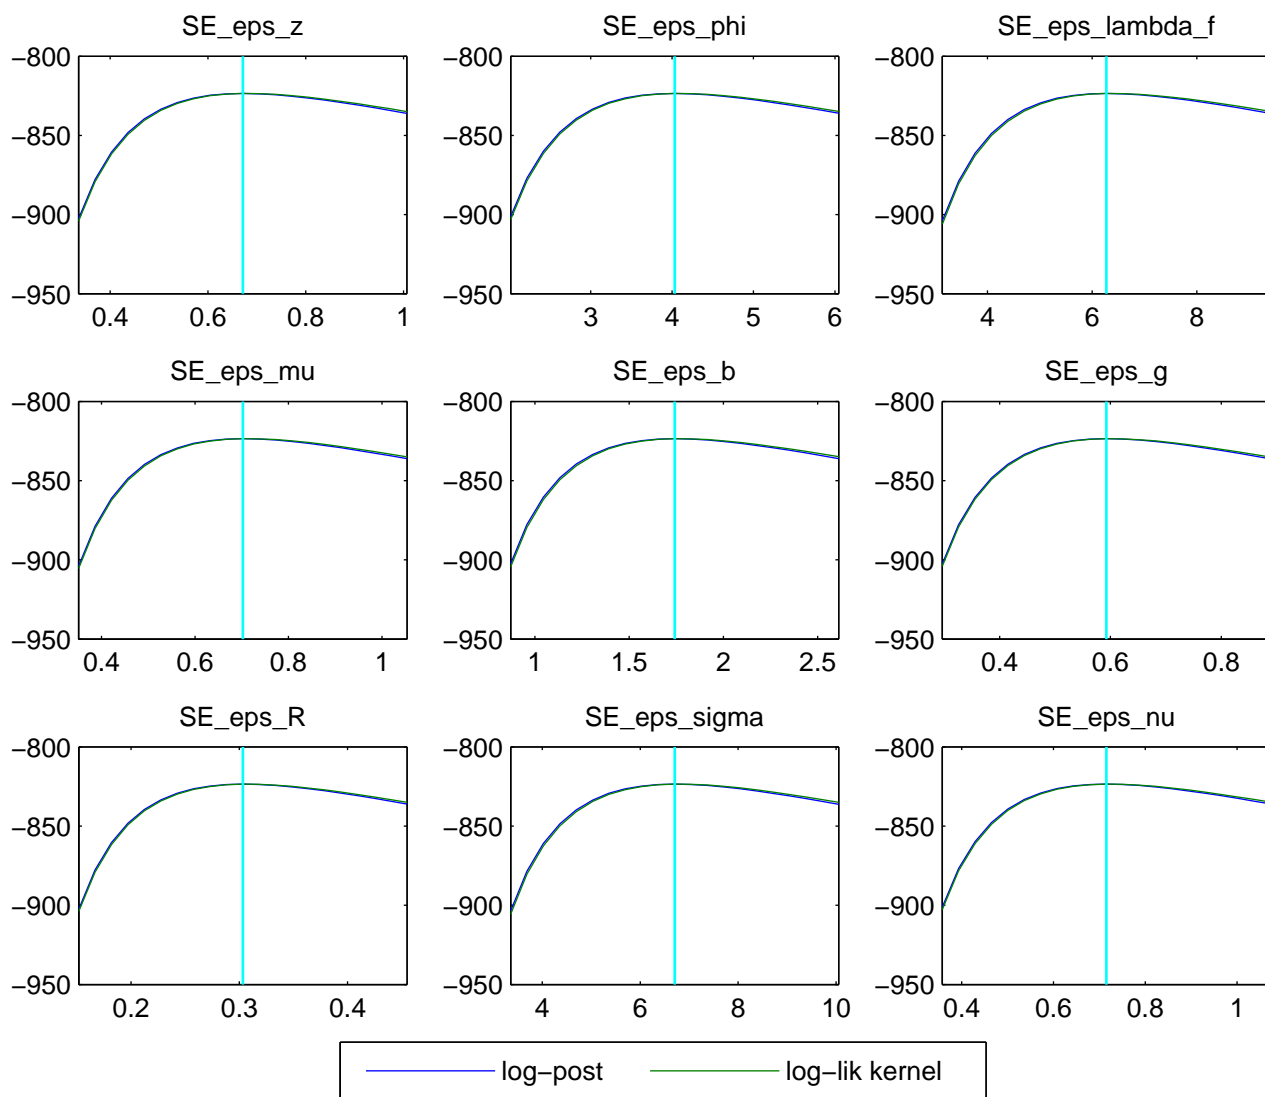 SE_eps_z SE_eps_phi SE_eps_lambda_f
−800 −800 −800
−850 −850 −850
−900 −900 −900
−950 −950 −950
0.4 0.6 0.8 1 3 4 5 6 4 6 8
SE_eps_mu SE_eps_b SE_eps_g
−800 −800 −800
−850 −850 −850
−900 −900 −900
−950 −950 −950
0.4 0.6 0.8 1 1 1.5 2 2.5 0.4 0.6 0.8
SE_eps_R SE_eps_sigma SE_eps_nu
−800 −800 −800
−850 −850 −850
−900 −900 −900
−950 −950 −950
0.2 0.3 0.4 4 6 8 10 0.4 0.6 0.8 1
log−post log−lik kernel